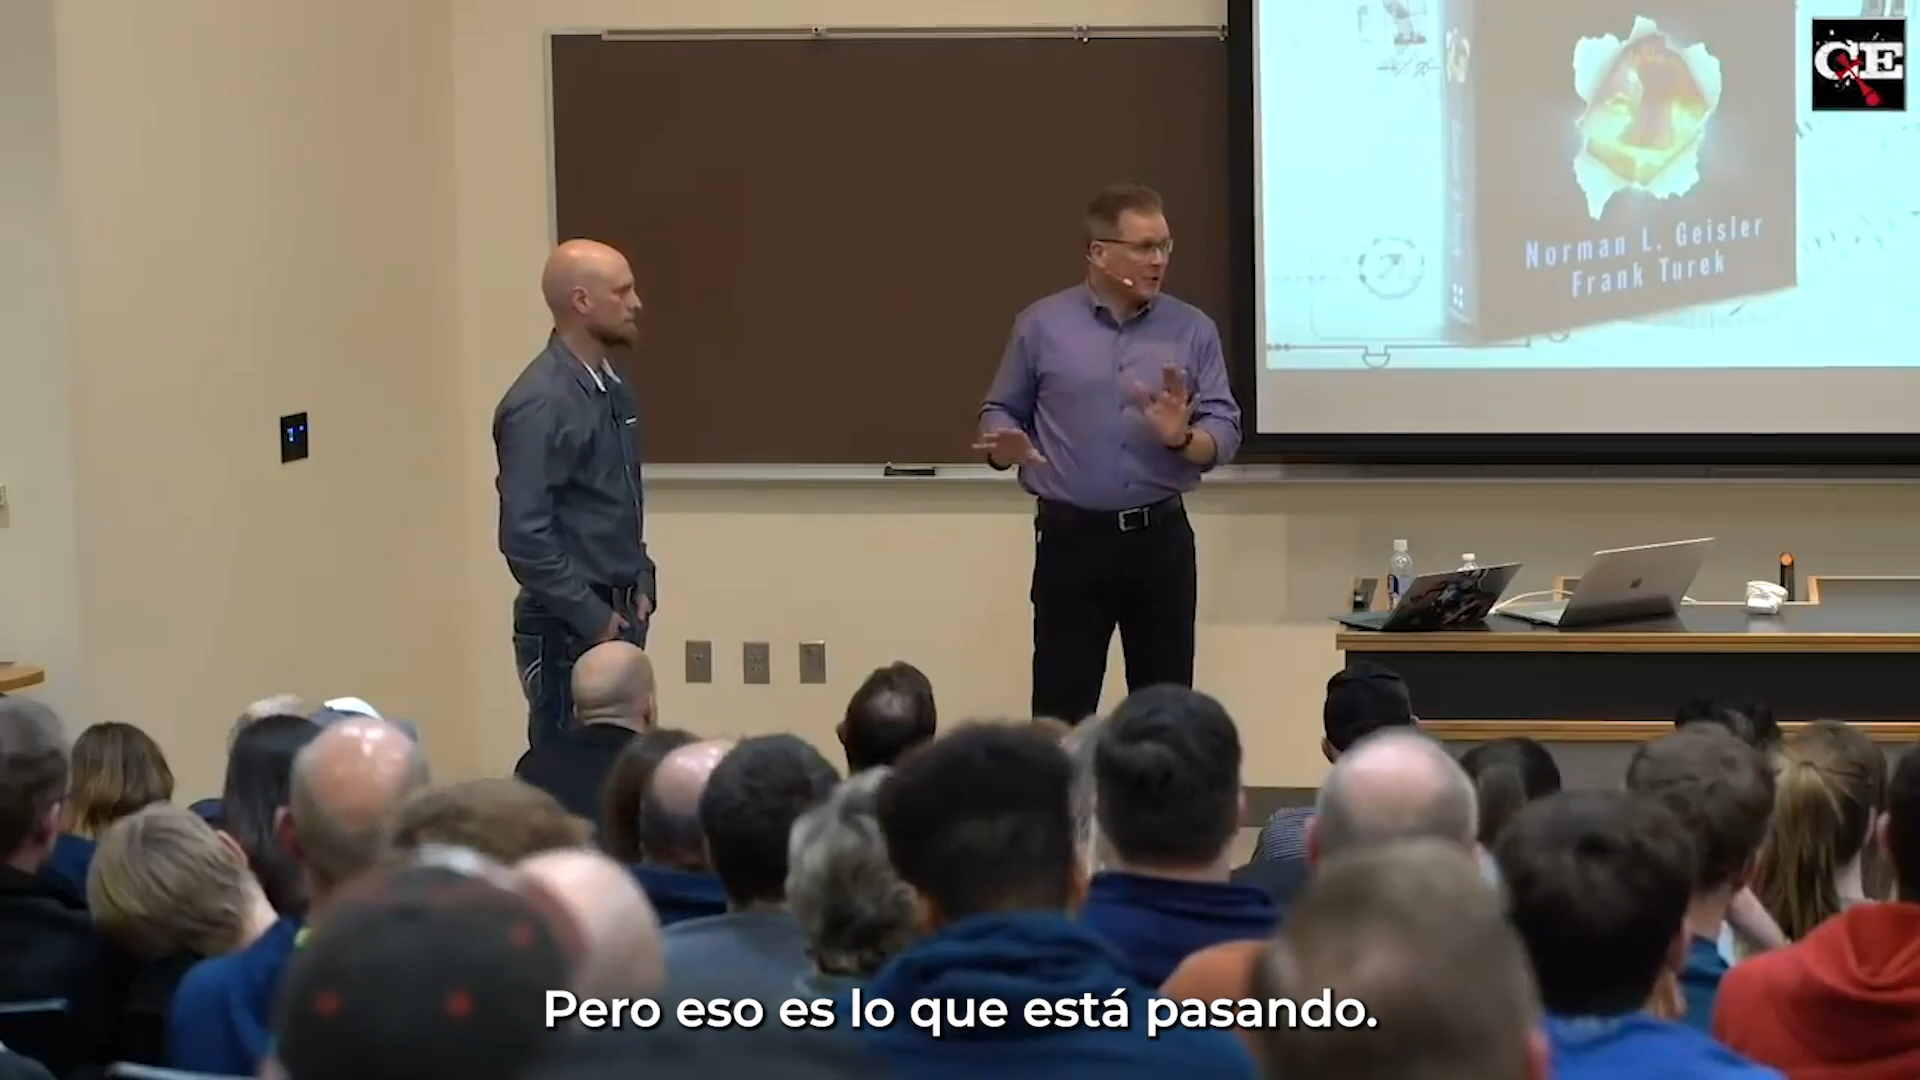 CE
Norman L. Geisler
Frank Turek
Pero eso es lo que está pasando.